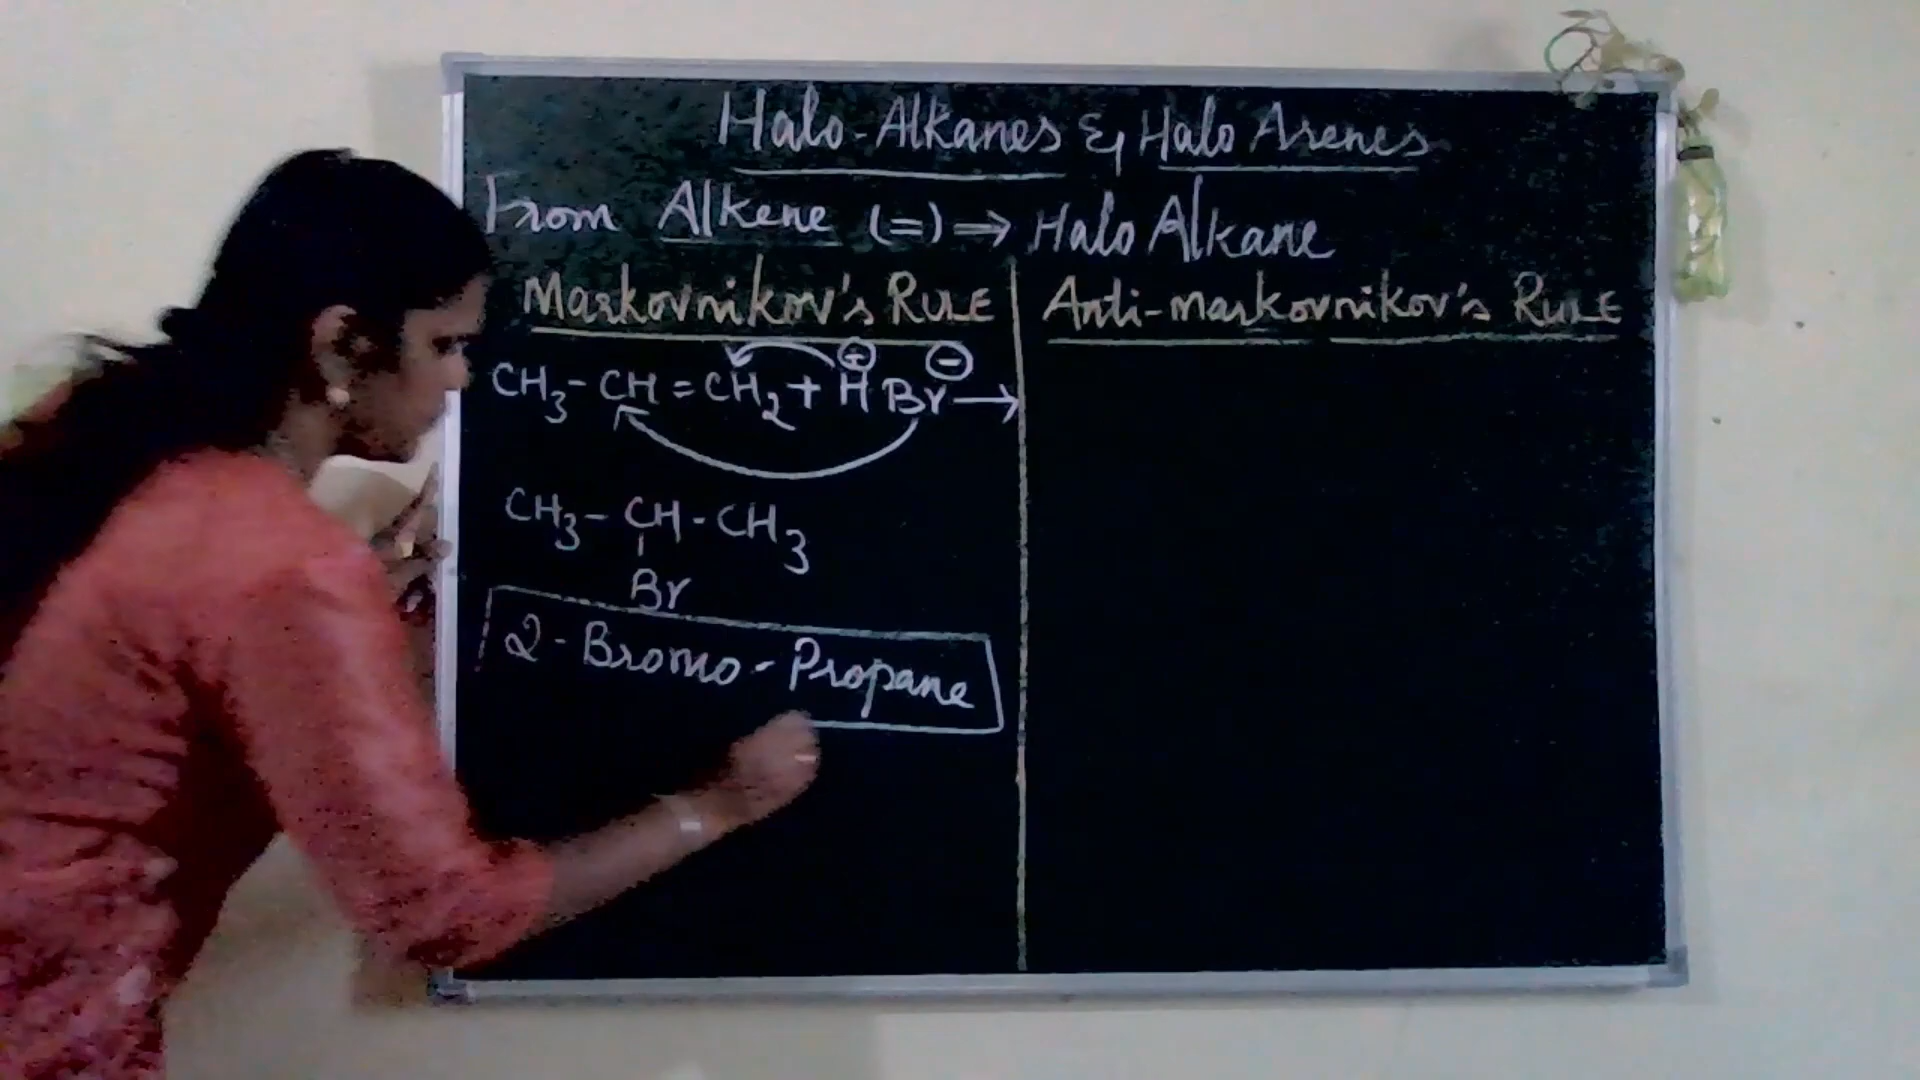 Halo-Alkanes & Halo Arenes
From Alkene (=) ⇒ Halo Alkane
Markovnikov's RULE
Anti-markovnikov's RULE
⊕ ⊖
CH₃-CH=CH₂+HBr→
CH₃-CH-CH₃
Br
2-Bromo-Propane